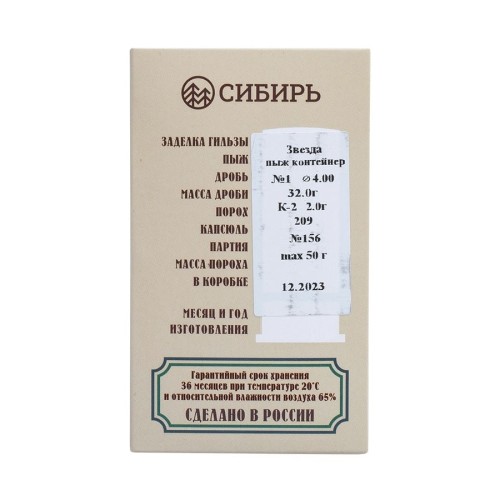 СИБИРЬ
ЗАДЕЛКА ГИЛЬЗЫ Звезда
ПЫЖ пыж контейнер
ДРОБЬ №1 ⌀ 4.00
МАССА ДРОБИ 32.0г
ПОРОХ К-2 2.0г
КАПСЮЛЬ 209
ПАРТИЯ №156
МАССА ПОРОХА max 50 г
В КОРОБКЕ
12.2023
МЕСЯЦ И ГОД
ИЗГОТОВЛЕНИЯ
Гарантийный срок хранения
36 месяцев при температуре 20°С
и относительной влажности воздуха 65%
СДЕЛАНО В РОССИИ